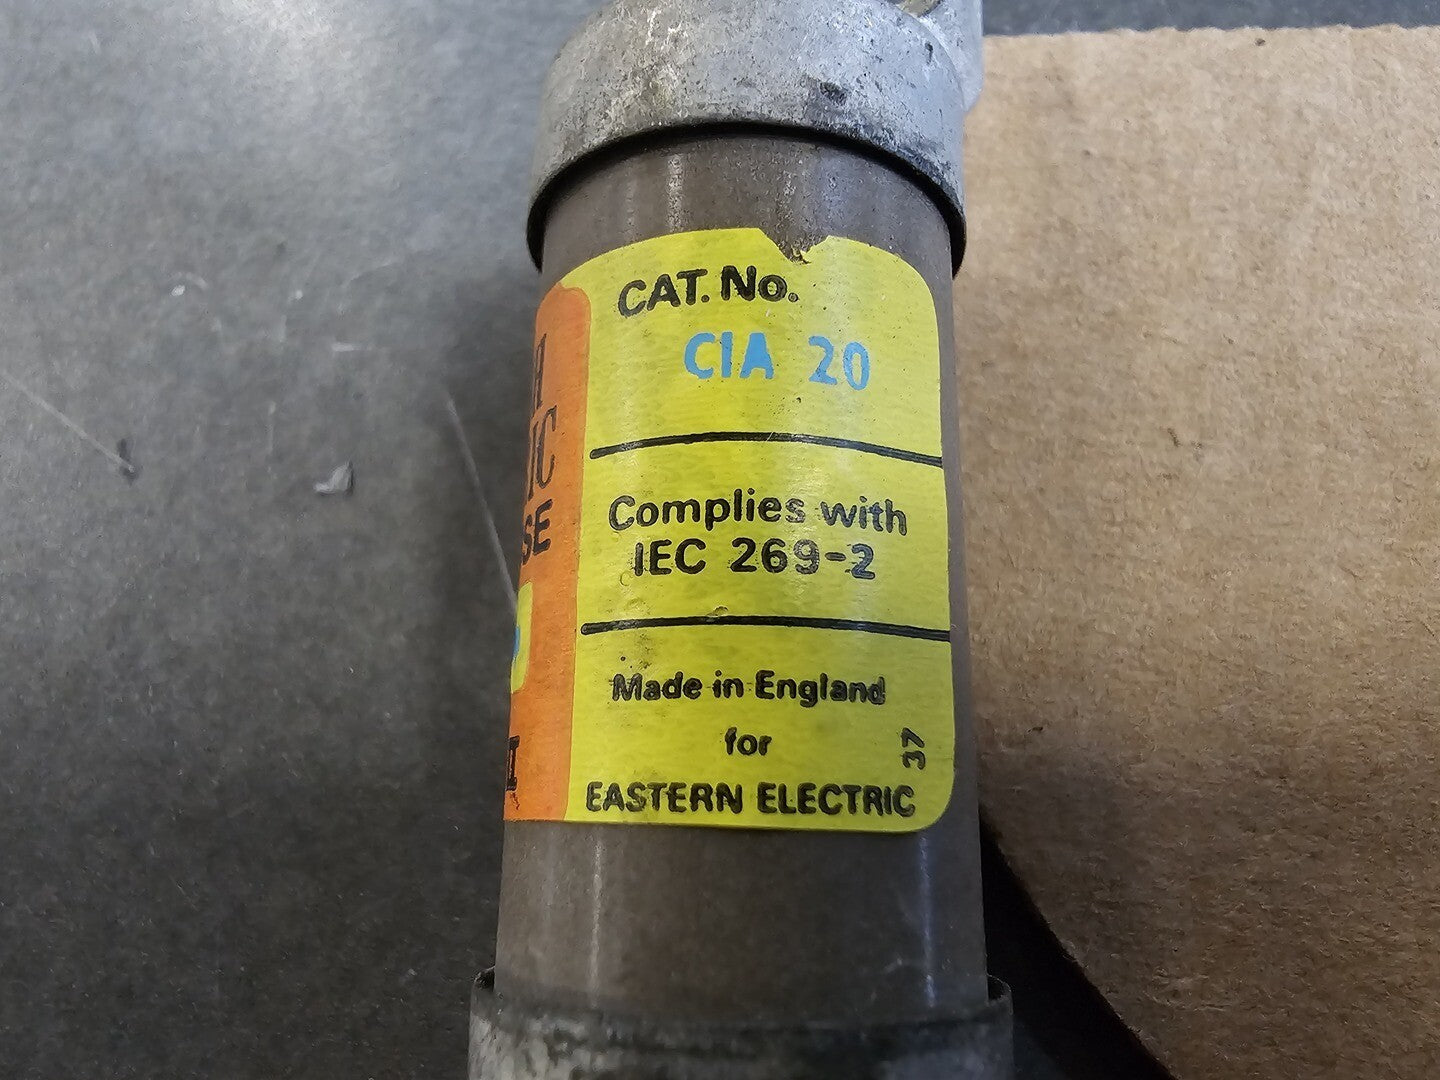 CAT. No.
CIA 20
Complies with
IEC 269-2
Made in England
for
37
EASTERN ELECTRIC